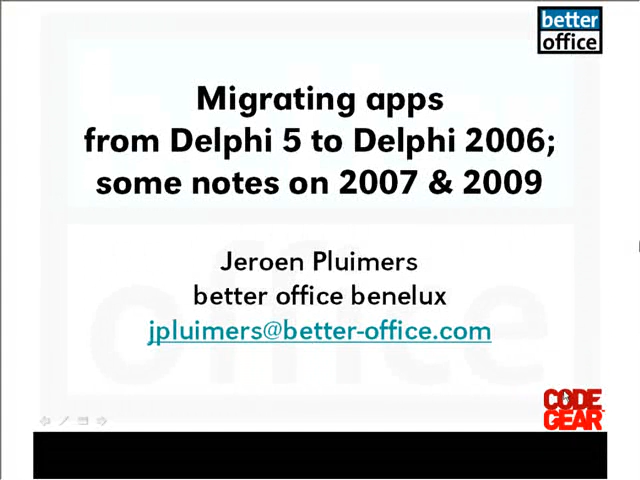 better
office
Migrating apps
from Delphi 5 to Delphi 2006;
some notes on 2007 & 2009
Jeroen Pluimers
better office benelux
jpluimers@better-office.com
office
CODE
GEAR